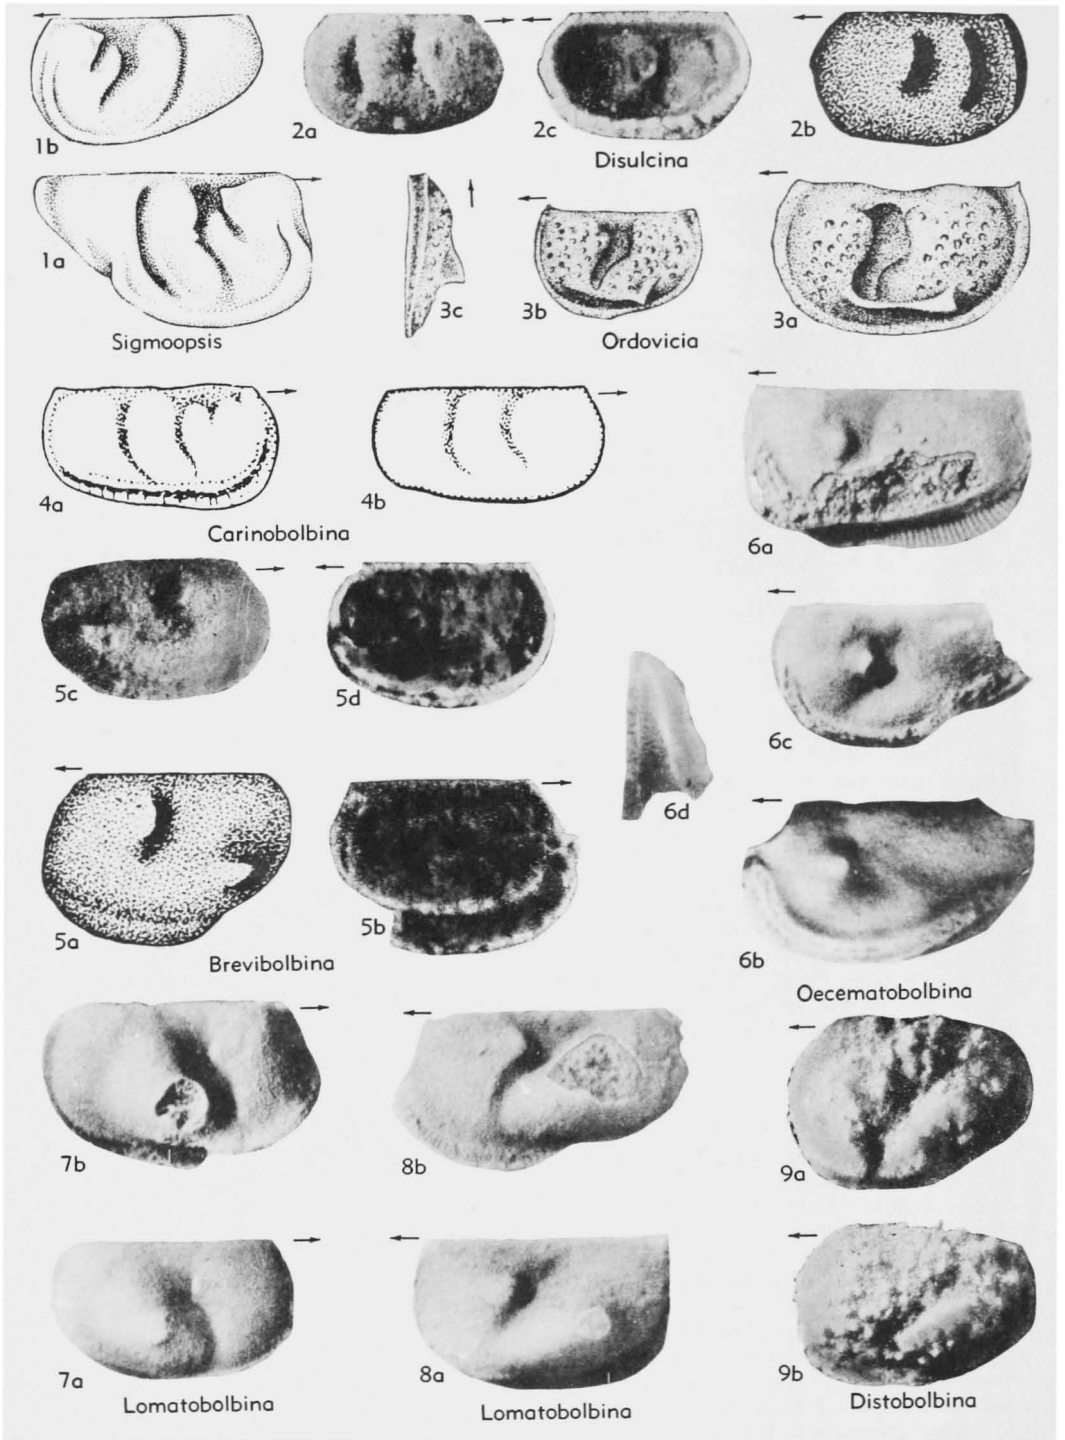 1b
2a
2c
2b
Disulcina
1a
3c
3b
3a
Sigmoopsis
Ordovicia
4a
4b
Carinobolbina
6a
5c
5d
6c
6d
5a
5b
6b
Brevibolbina
Oecematobolbina
7b
8b
9a
7a
8a
9b
Lomatobolbina
Lomatobolbina
Distobolbina